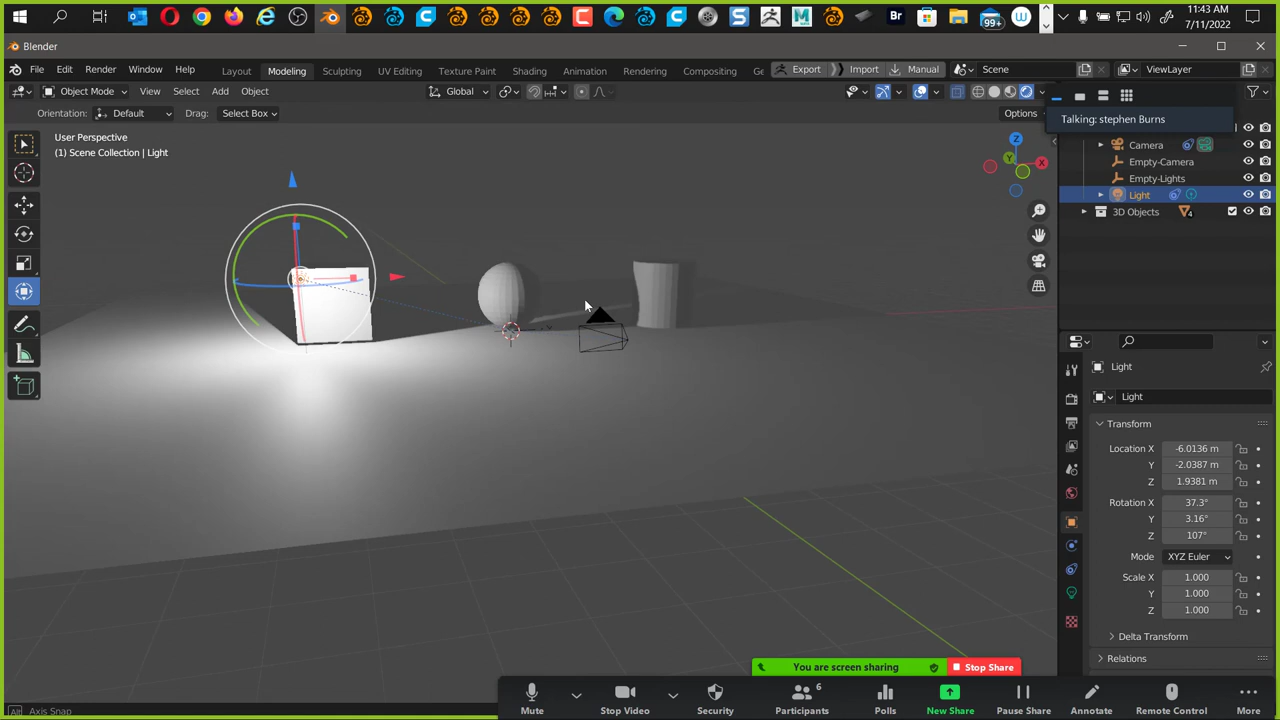 11:43 AM
7/11/2022
99+
Blender
File Edit Render Window Help Layout Modeling Sculpting UV Editing Texture Paint Shading Animation Rendering Compositing Ge Export Import Manual Scene ViewLayer
Object Mode View Select Add Object Global
Orientation: Default Drag: Select Box Options
Talking: stephen Burns
User Perspective
(1) Scene Collection | Light
Z
Y
X
Camera
Empty-Camera
Empty-Lights
Light
3D Objects
4
Light
Light
Transform
Location X -6.0136 m
Y -2.0387 m
Z 1.9381 m
Rotation X 37.3°
Y 3.16°
Z 107°
Mode XYZ Euler
Scale X 1.000
Y 1.000
Z 1.000
Delta Transform
Relations
You are screen sharing Stop Share
6
Mute Stop Video Security Participants Polls New Share Pause Share Annotate Remote Control More
Alt Axis Snap